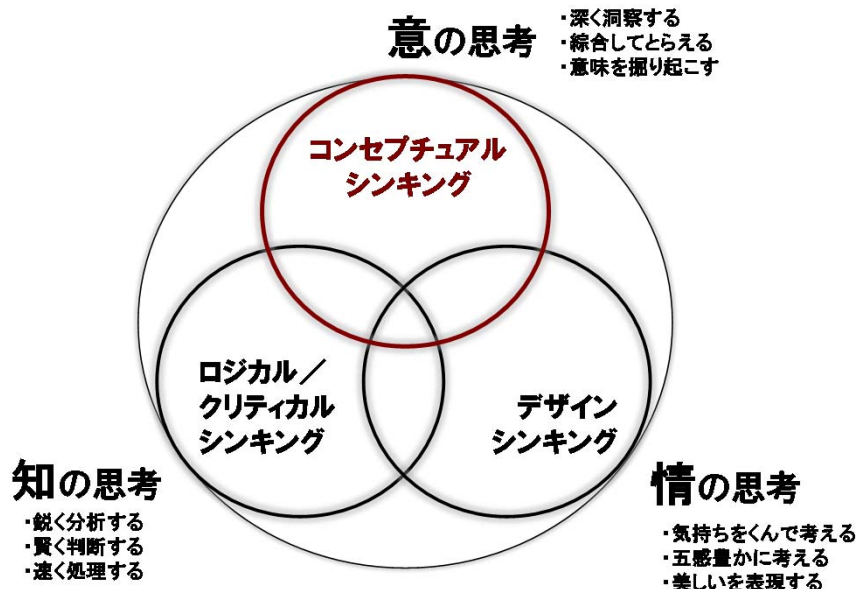 意の思考
・深く洞察する
・綜合してとらえる
・意味を掘り起こす
コンセプチュアル
シンキング
ロジカル／
クリティカル
シンキング
デザイン
シンキング
知の思考
・鋭く分析する
・賢く判断する
・速く処理する
情の思考
・気持ちをくんで考える
・五感豊かに考える
・美しいを表現する